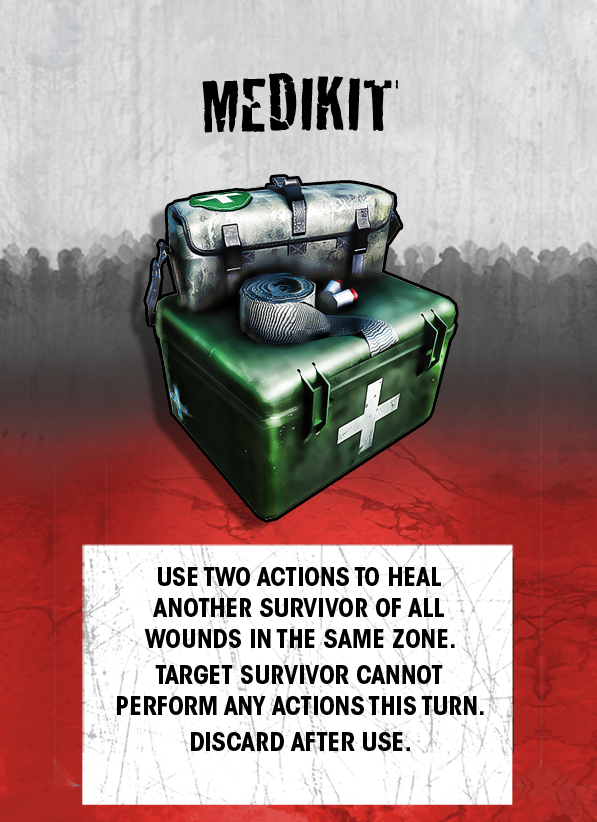 MEDIKIT
USE TWO ACTIONS TO HEAL
ANOTHER SURVIVOR OF ALL
WOUNDS IN THE SAME ZONE.
TARGET SURVIVOR CANNOT
PERFORM ANY ACTIONS THIS TURN.
DISCARD AFTER USE.